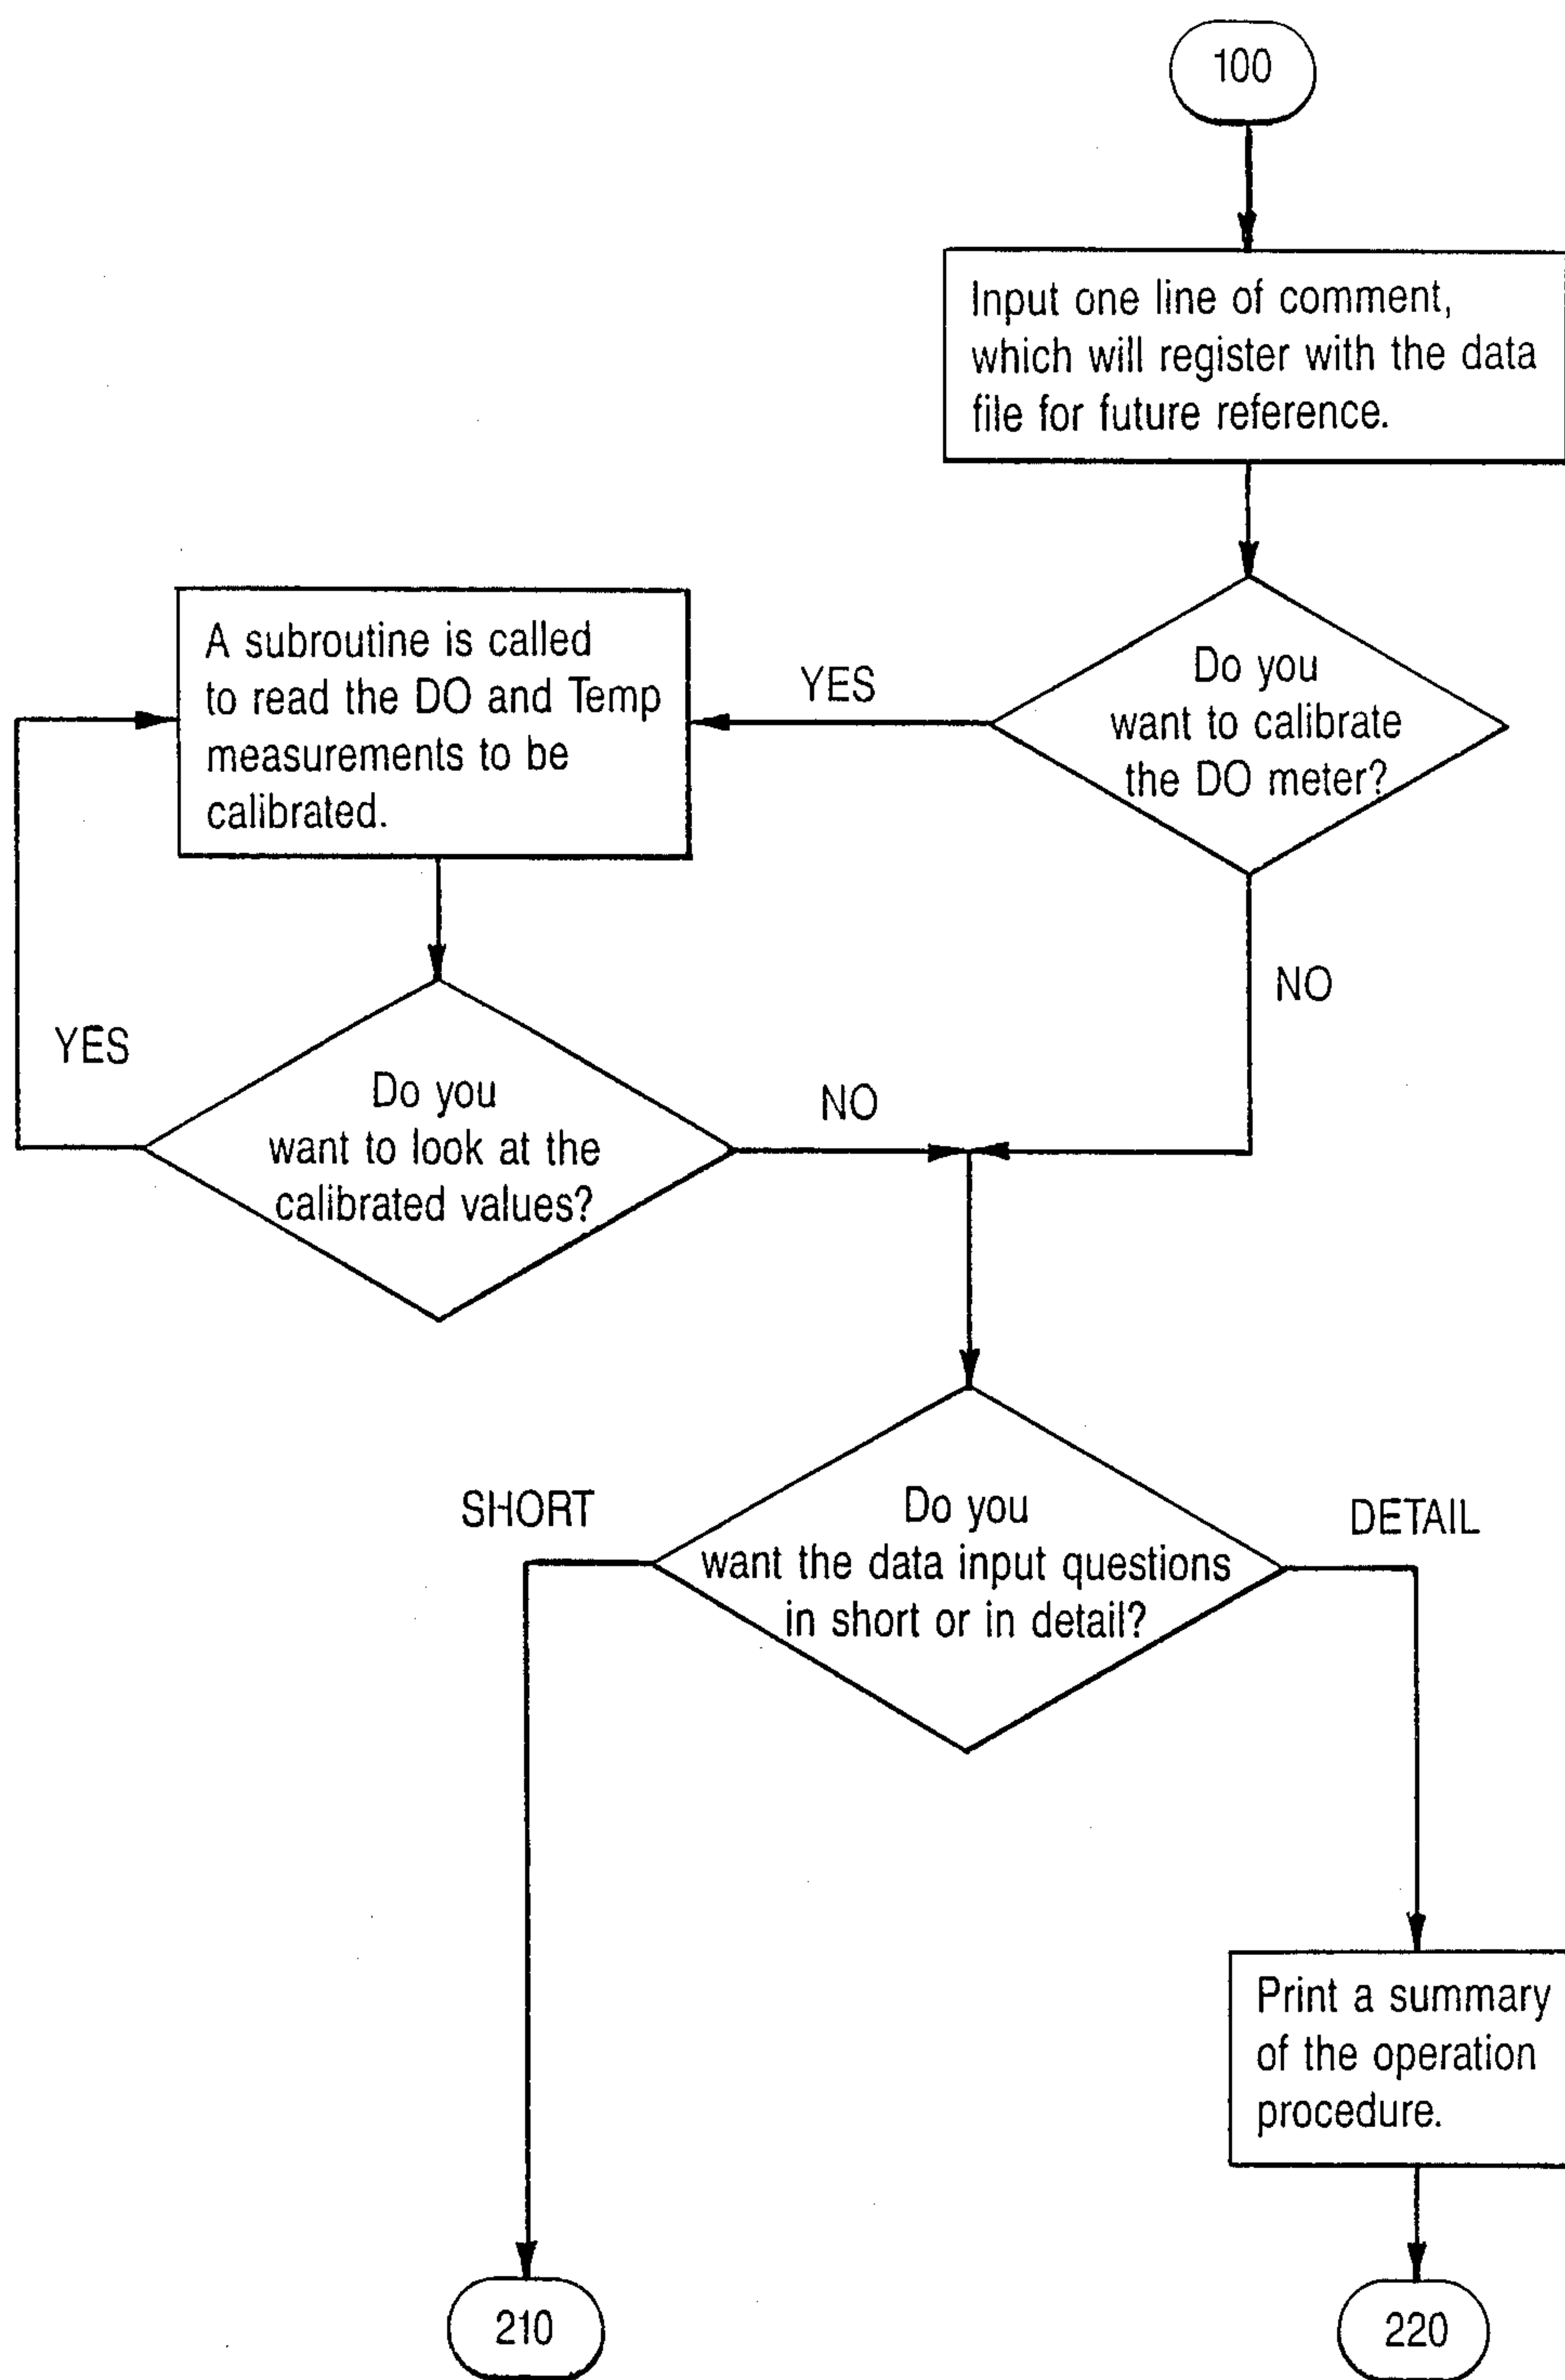 100
Input one line of comment,
which will register with the data
file for future reference.
Do you
want to calibrate
the DO meter?
YES
NO
A subroutine is called
to read the DO and Temp
measurements to be
calibrated.
YES
Do you
want to look at the
calibrated values?
NO
Do you
want the data input questions
in short or in detail?
SHORT
DETAIL
Print a summary
of the operation
procedure.
210
220